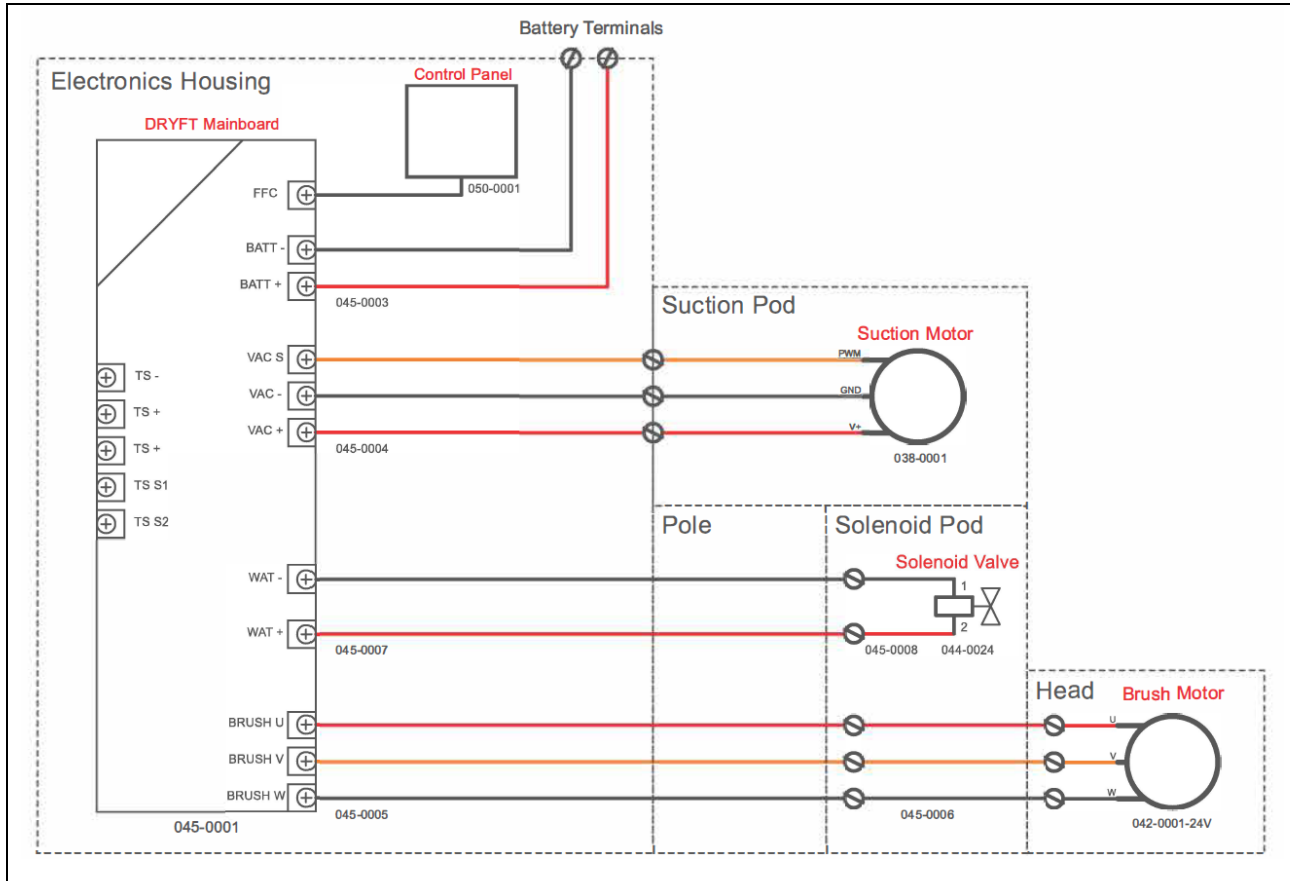 Battery Terminals
Electronics Housing
Control Panel
DRYFT Mainboard
FFC
050-0001
BATT -
BATT +
045-0003
Suction Pod
Suction Motor
VAC S
PWM
TS -
VAC -
GND
TS +
VAC +
V+
TS +
045-0004
038-0001
TS S1
TS S2
Pole
Solenoid Pod
Solenoid Valve
WAT -
1
WAT +
2
045-0007
045-0008
044-0024
Head
Brush Motor
BRUSH U
U
BRUSH V
V
BRUSH W
W
045-0001
045-0005
045-0006
042-0001-24V